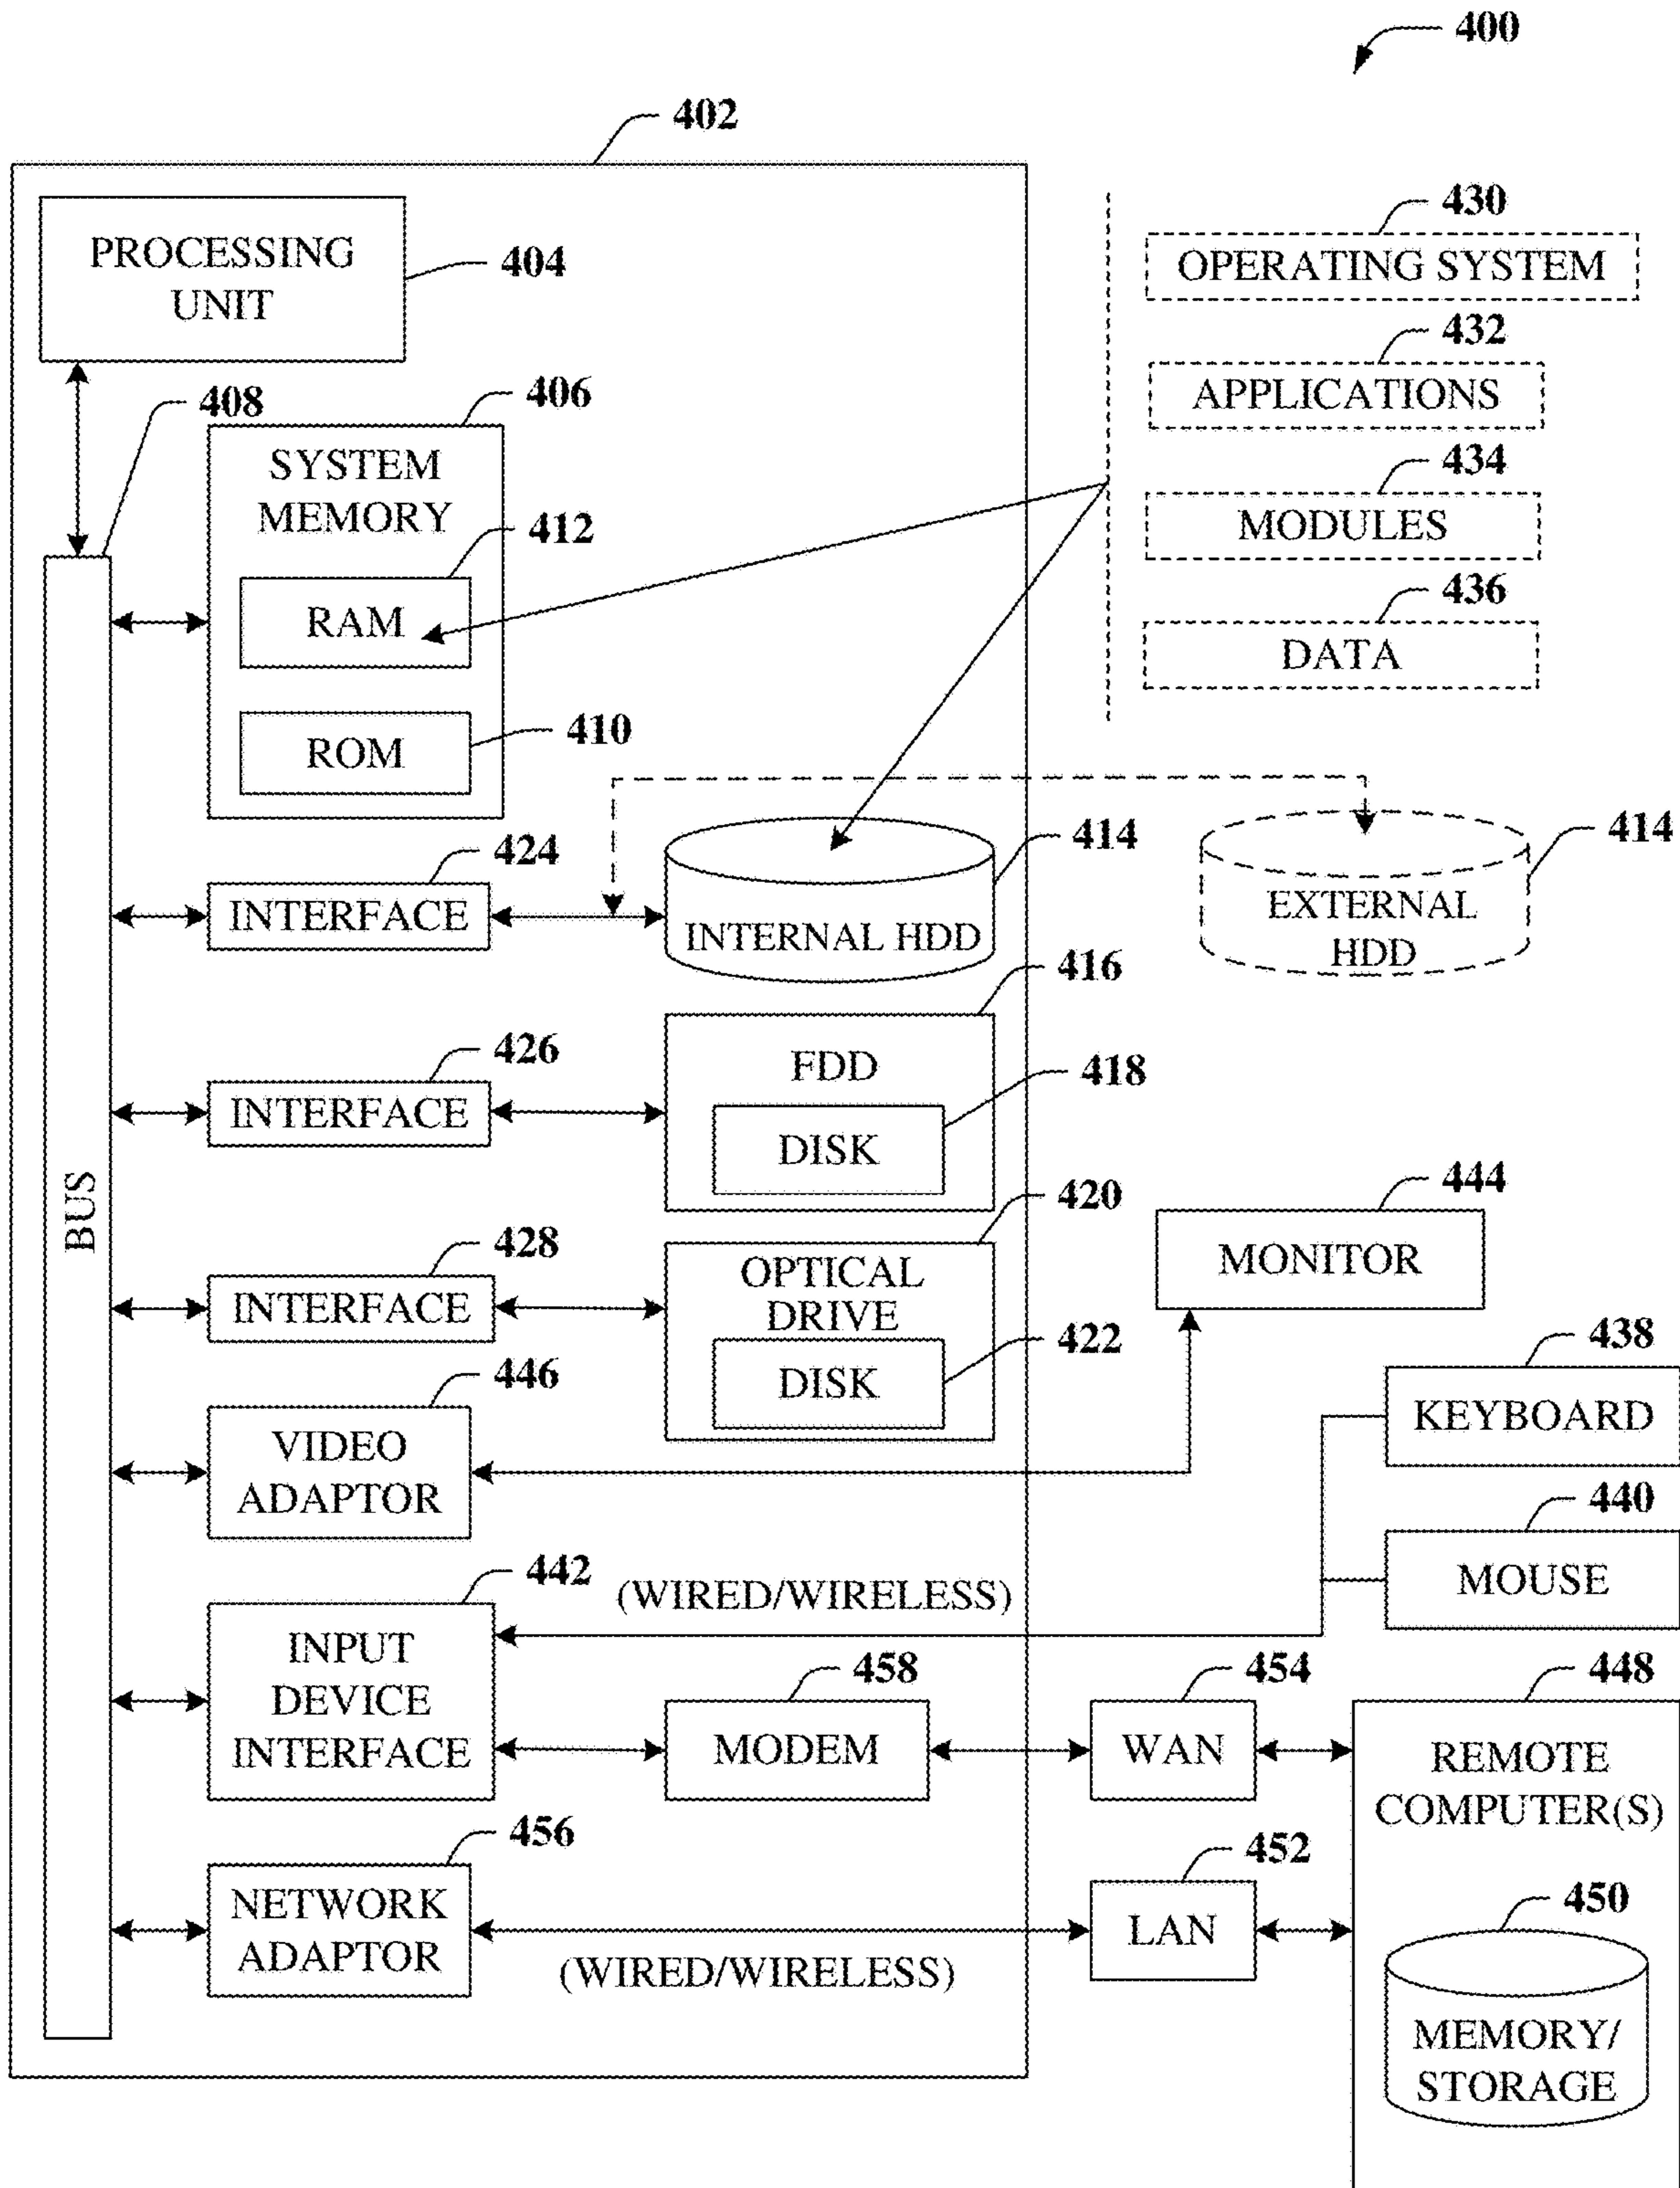 400
402
PROCESSING
UNIT
404
408
406
SYSTEM
MEMORY
412
RAM
410
ROM
430
OPERATING SYSTEM
432
APPLICATIONS
434
MODULES
436
DATA
424
INTERFACE
414
INTERNAL HDD
414
EXTERNAL
HDD
416
FDD
426
INTERFACE
418
DISK
BUS
420
OPTICAL
DRIVE
428
INTERFACE
422
DISK
444
MONITOR
438
KEYBOARD
446
VIDEO
ADAPTOR
440
MOUSE
442
INPUT
DEVICE
INTERFACE
(WIRED/WIRELESS)
458
MODEM
454
WAN
448
REMOTE
COMPUTER(S)
456
NETWORK
ADAPTOR
(WIRED/WIRELESS)
452
LAN
450
MEMORY/
STORAGE